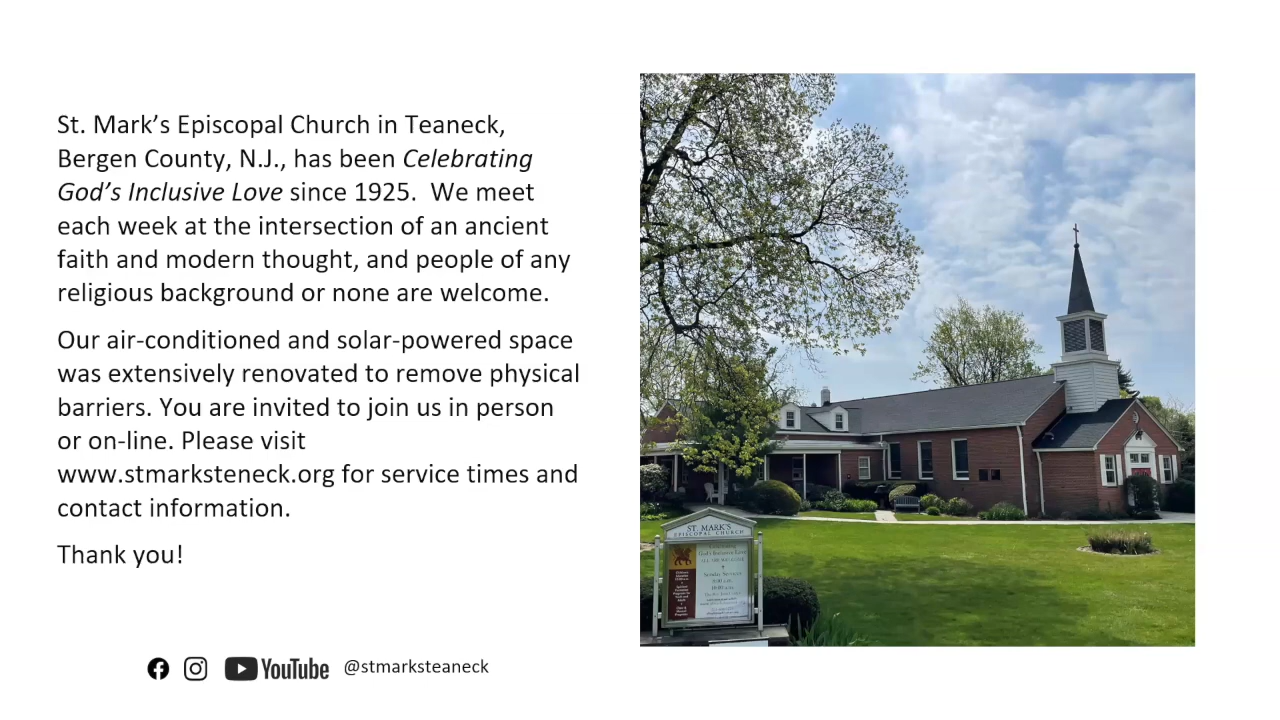 St. Mark's Episcopal Church in Teaneck,
Bergen County, N.J., has been Celebrating
God's Inclusive Love since 1925.  We meet
each week at the intersection of an ancient
faith and modern thought, and people of any
religious background or none are welcome.
Our air-conditioned and solar-powered space
was extensively renovated to remove physical
barriers. You are invited to join us in person
or on-line. Please visit
www.stmarksteneck.org for service times and
contact information.
Thank you!
YouTube @stmarksteaneck
ST. MARK'S
EPISCOPAL CHURCH
God's Inclusive Love
Sunday Services